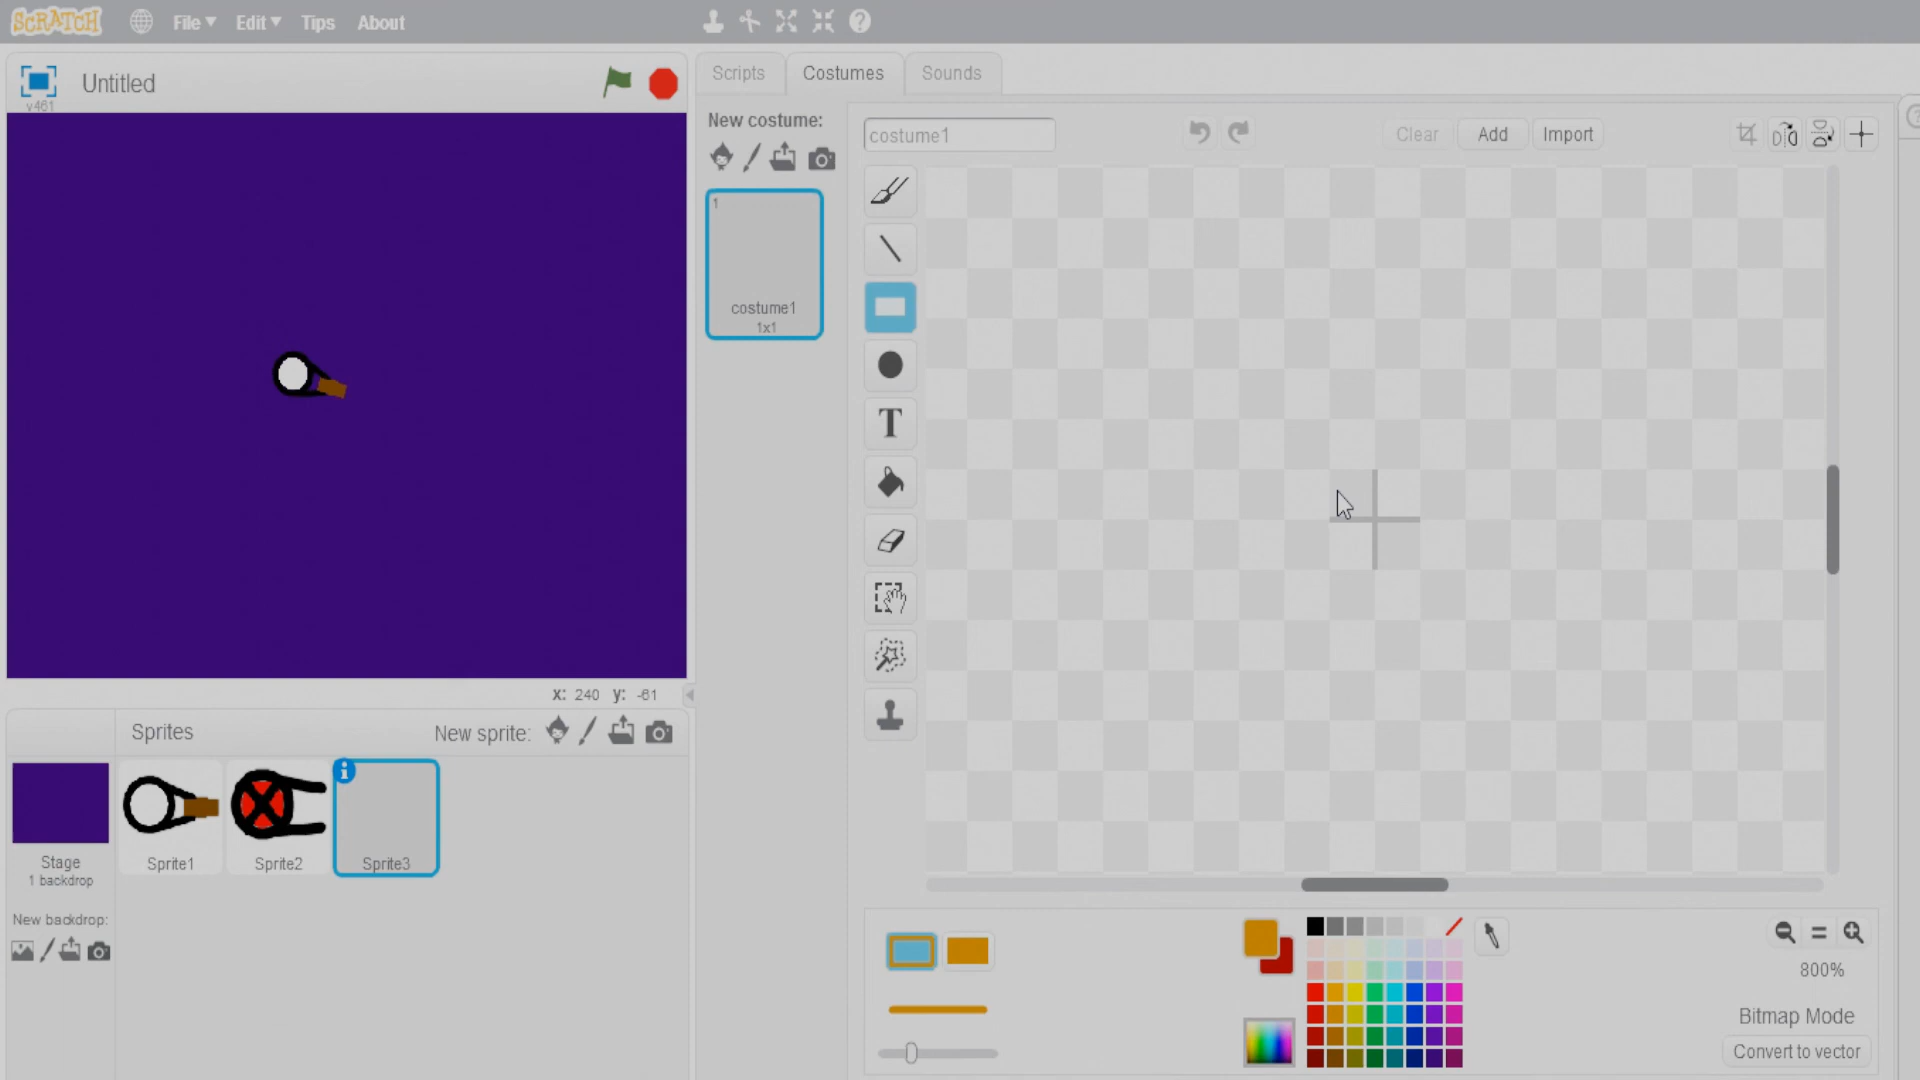 SCRATCH File Edit Tips About
v461 Untitled
Scripts Costumes Sounds
New costume:
costume1
Clear Add Import
1
costume1
1x1
T
x: 240 y: -61
Sprites New sprite:
Stage
1 backdrop
New backdrop:
Sprite1 Sprite2 Sprite3
800%
Bitmap Mode
Convert to vector